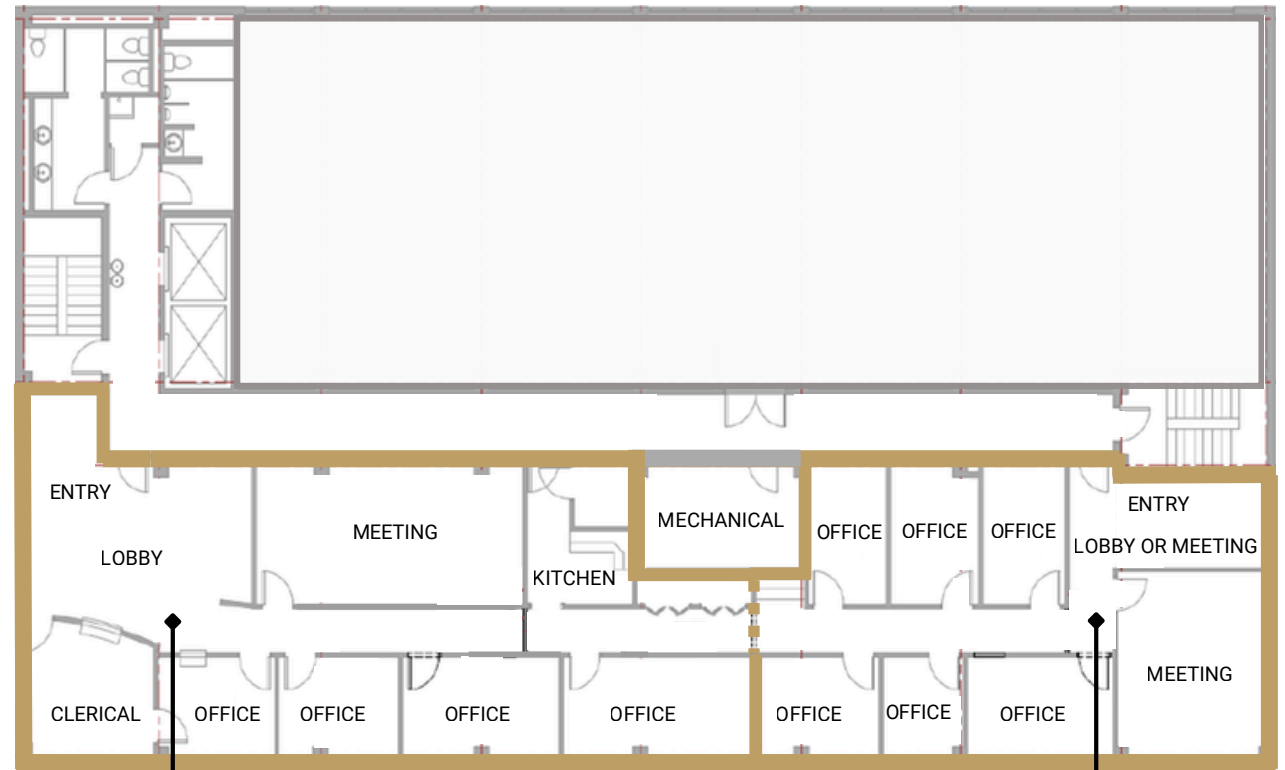 ENTRY
LOBBY
MEETING
KITCHEN
MECHANICAL
OFFICE
OFFICE
OFFICE
ENTRY
LOBBY OR MEETING
MEETING
CLERICAL
OFFICE
OFFICE
OFFICE
OFFICE
OFFICE
OFFICE
OFFICE